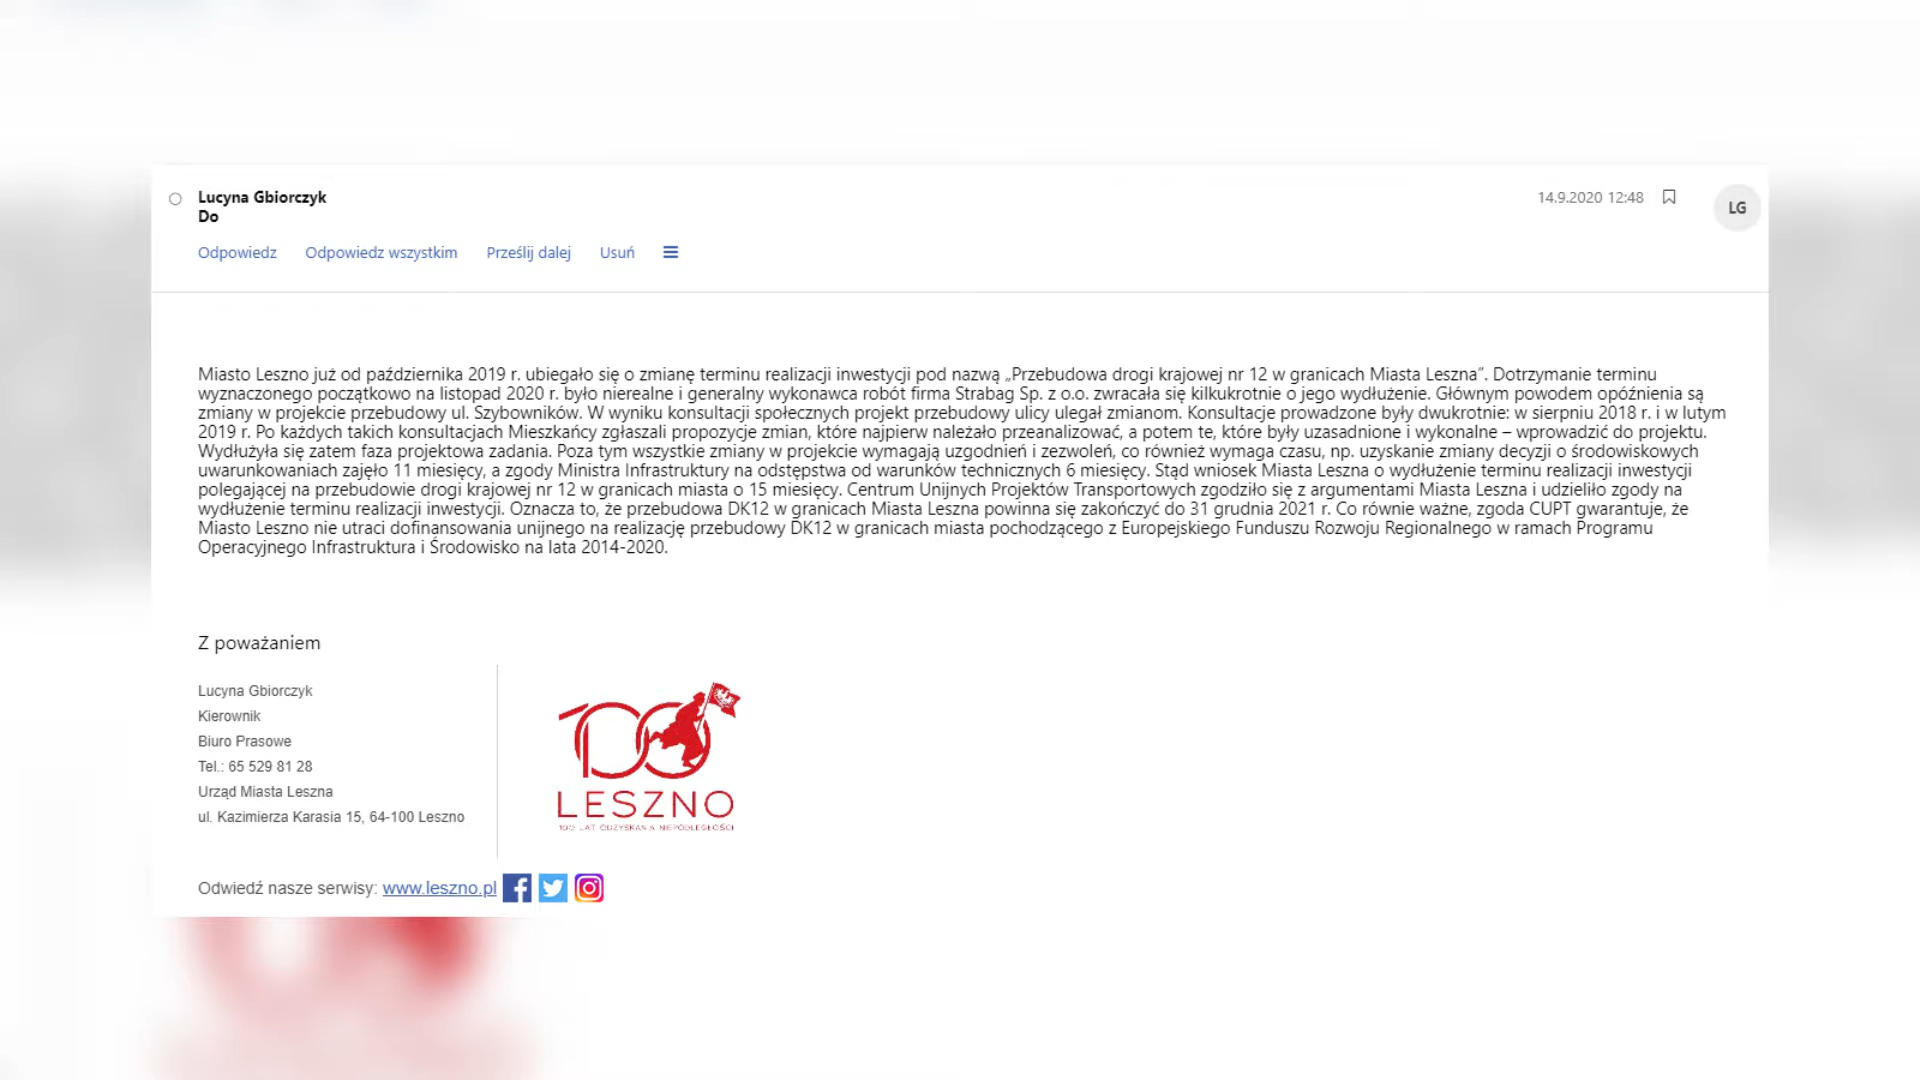 Lucyna Gbiorczyk
14.9.2020 12:48
LG
Do
Odpowiedz Odpowiedz wszystkim Prześlij dalej Usuń
Miasto Leszno już od października 2019 r. ubiegało się o zmianę terminu realizacji inwestycji pod nazwą „Przebudowa drogi krajowej nr 12 w granicach Miasta Leszna". Dotrzymanie terminu
wyznaczonego początkowo na listopad 2020 r. było nierealne i generalny wykonawca robót firma Strabag Sp. z o.o. zwracała się kilkukrotnie o jego wydłużenie. Głównym powodem opóźnienia są
zmiany w projekcie przebudowy ul. Szybowników. W wyniku konsultacji społecznych projekt przebudowy ulicy ulegał zmianom. Konsultacje prowadzone były dwukrotnie: w sierpniu 2018 r. i w lutym
2019 r. Po każdych takich konsultacjach Mieszkańcy zgłaszali propozycje zmian, które najpierw należało przeanalizować, a potem te, które były uzasadnione i wykonalne – wprowadzić do projektu.
Wydłużyła się zatem faza projektowa zadania. Poza tym wszystkie zmiany w projekcie wymagają uzgodnień i zezwoleń, co również wymaga czasu, np. uzyskanie zmiany decyzji o środowiskowych
uwarunkowaniach zajęło 11 miesięcy, a zgody Ministra Infrastruktury na odstępstwa od warunków technicznych 6 miesięcy. Stąd wniosek Miasta Leszna o wydłużenie terminu realizacji inwestycji
polegającej na przebudowie drogi krajowej nr 12 w granicach miasta o 15 miesięcy. Centrum Unijnych Projektów Transportowych zgodziło się z argumentami Miasta Leszna i udzieliło zgody na
wydłużenie terminu realizacji inwestycji. Oznacza to, że przebudowa DK12 w granicach Miasta Leszna powinna się zakończyć do 31 grudnia 2021 r. Co równie ważne, zgoda CUPT gwarantuje, że
Miasto Leszno nie utraci dofinansowania unijnego na realizację przebudowy DK12 w granicach miasta pochodzącego z Europejskiego Funduszu Rozwoju Regionalnego w ramach Programu
Operacyjnego Infrastruktura i Środowisko na lata 2014-2020.
Z poważaniem
Lucyna Gbiorczyk
Kierownik
Biuro Prasowe
Tel.: 65 529 81 28
Urząd Miasta Leszna
ul. Kazimierza Karasia 15, 64-100 Leszno
100
LESZNO
100 LAT ODZYSKANIA NIEPODLEGŁOŚCI
Odwiedź nasze serwisy: www.leszno.pl